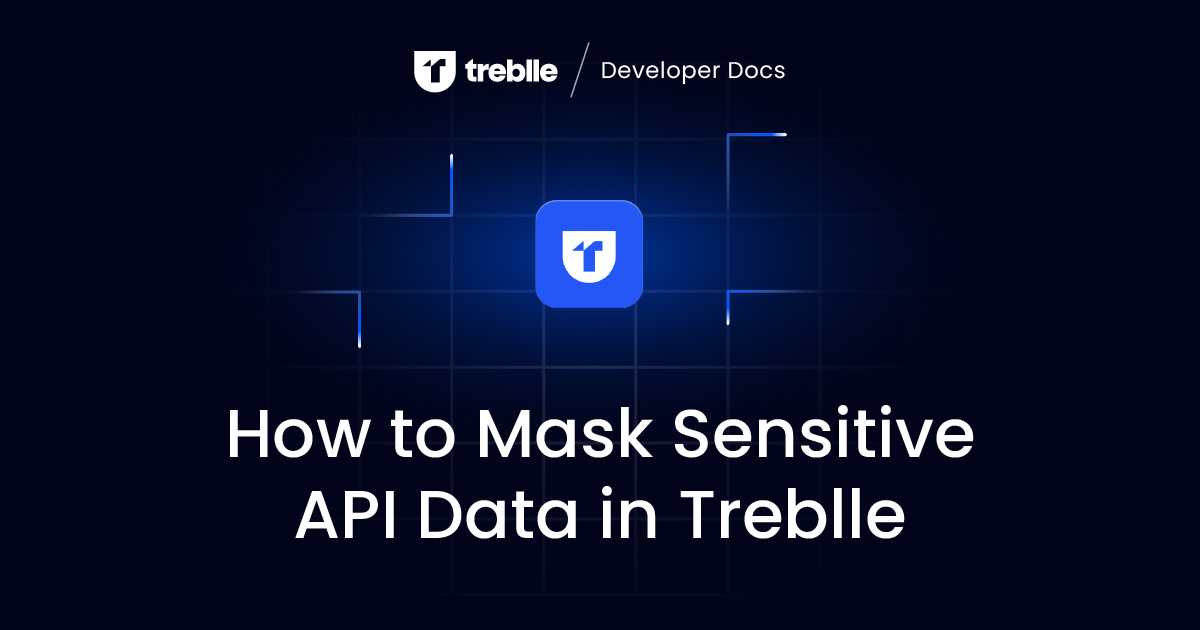 treblle / Developer Docs
How to Mask Sensitive
API Data in Treblle